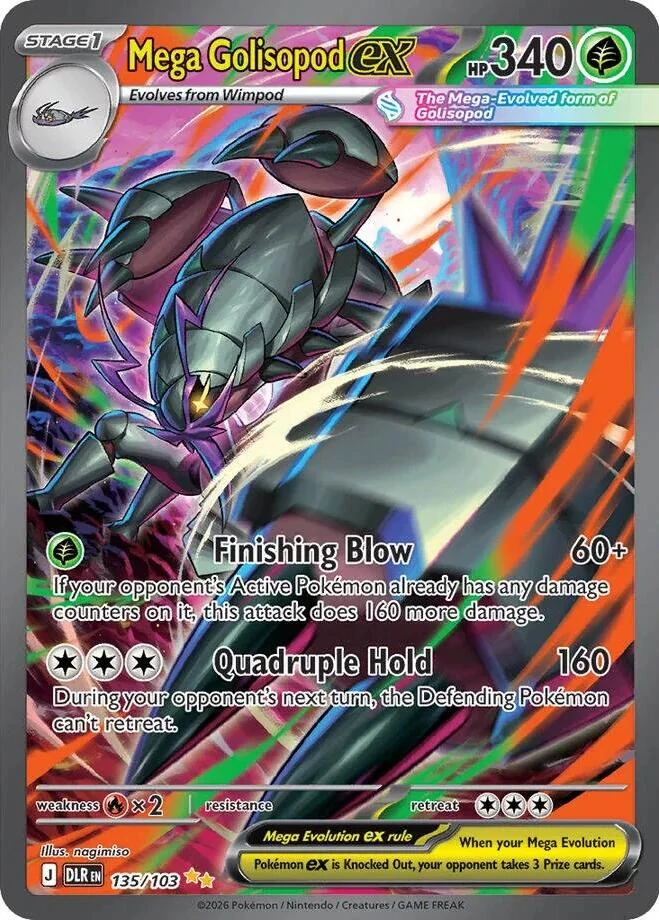 STAGE 1
Mega Golisopod ex
HP 340
Evolves from Wimpod
The Mega-Evolved form of
Golisopod
Finishing Blow 60+
If your opponent's Active Pokémon already has any damage
counters on it, this attack does 160 more damage.
Quadruple Hold 160
During your opponent's next turn, the Defending Pokémon
can't retreat.
weakness ×2 resistance retreat
Illus. nagimiso
Mega Evolution ex rule
When your Mega Evolution
Pokémon ex is Knocked Out, your opponent takes 3 Prize cards.
J DLR EN 135/103
©2026 Pokémon / Nintendo / Creatures / GAME FREAK